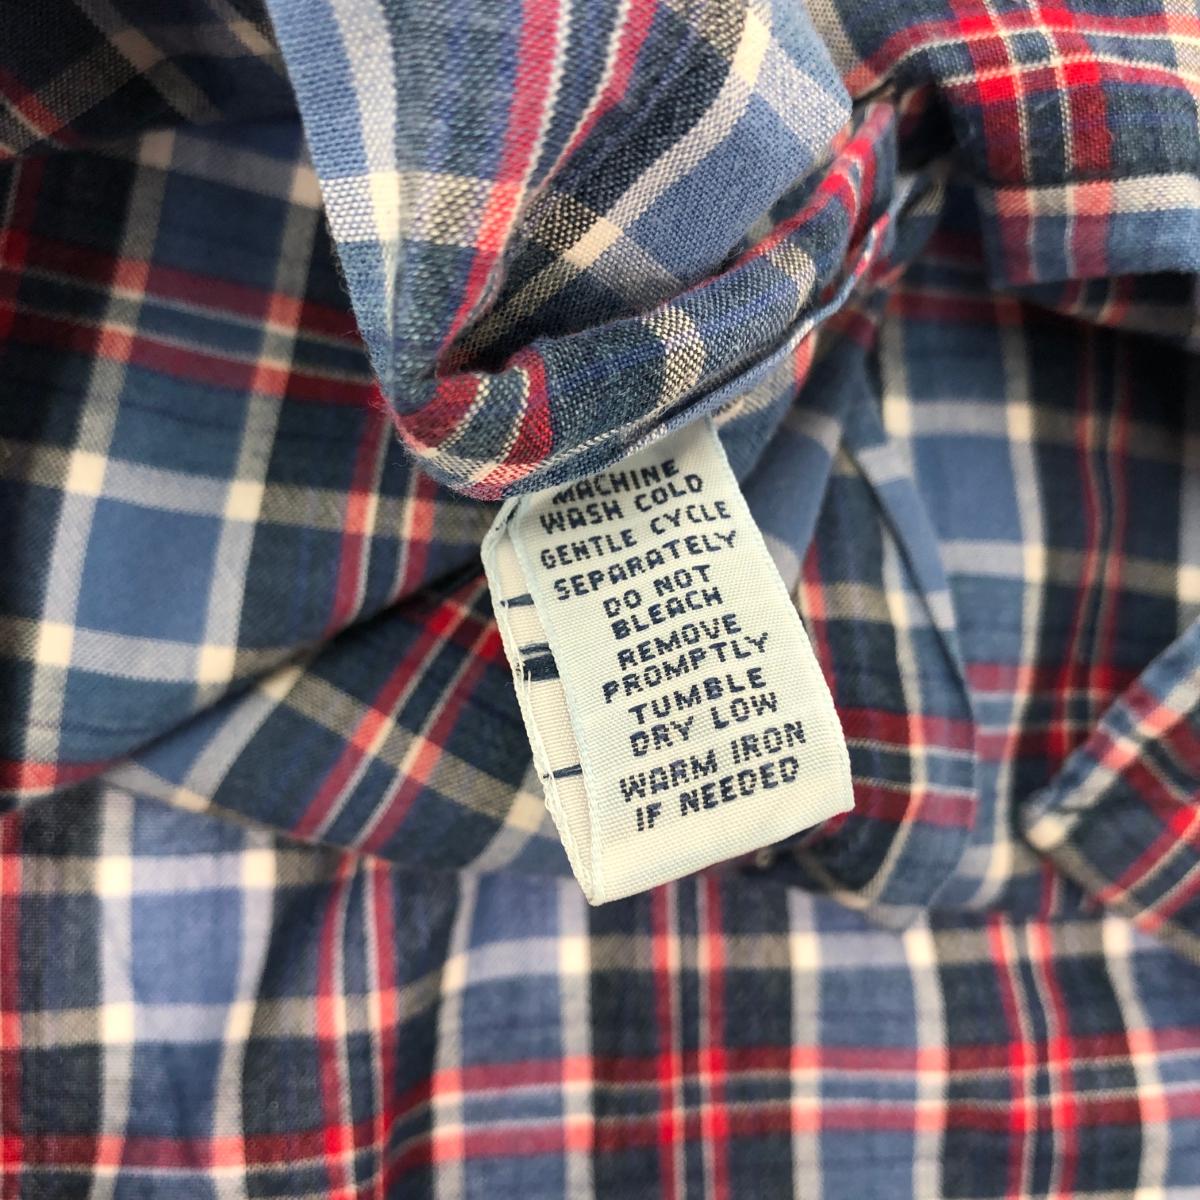 MACHINE
WASH COLD
GENTLE CYCLE
SEPARATELY
DO NOT
BLEACH
REMOVE
PROMPTLY
TUMBLE
DRY LOW
WARM IRON
IF NEEDED